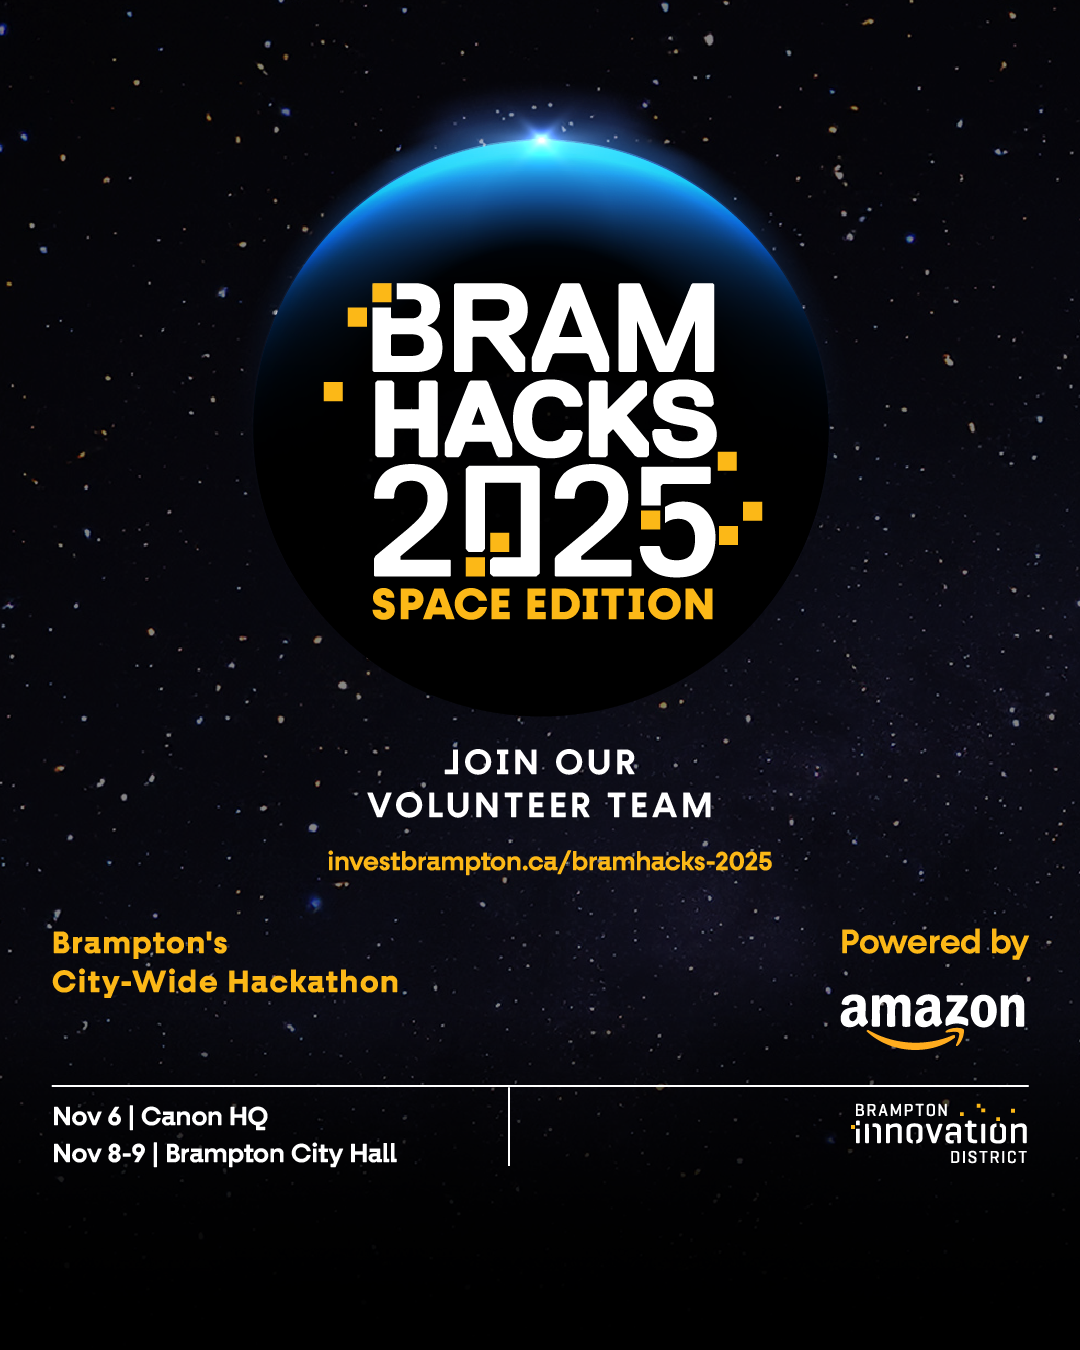 BRAM
HACKS
2025
SPACE EDITION
JOIN OUR
VOLUNTEER TEAM
investbrampton.ca/bramhacks-2025
Brampton's
City-Wide Hackathon
Powered by
amazon
Nov 6 | Canon HQ
Nov 8-9 | Brampton City Hall
BRAMPTON
innovation
DISTRICT